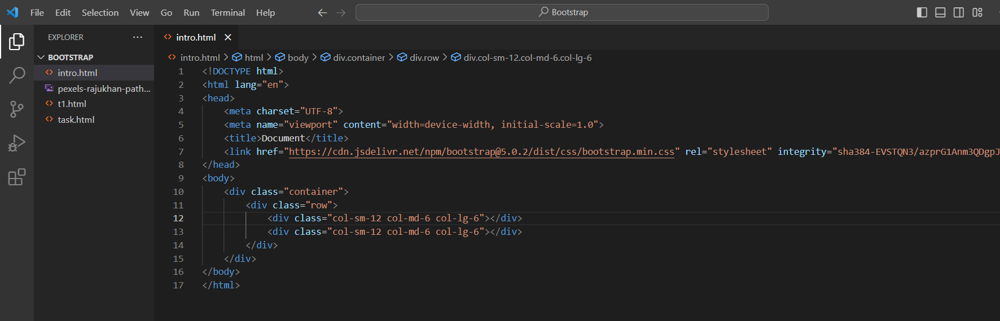 File Edit Selection View Go Run Terminal Help Bootstrap
EXPLORER
BOOTSTRAP
intro.html
pexels-rajukhan-path...
t1.html
task.html
intro.html
intro.html > html > body > div.container > div.row > div.col-sm-12.col-md-6.col-lg-6
1 <!DOCTYPE html>
2 <html lang="en">
3 <head>
4 <meta charset="UTF-8">
5 <meta name="viewport" content="width=device-width, initial-scale=1.0">
6 <title>Document</title>
7 <link href="https://cdn.jsdelivr.net/npm/bootstrap@5.0.2/dist/css/bootstrap.min.css" rel="stylesheet" integrity="sha384-EVSTQN3/azprG1Anm3QDgpJ
8 </head>
9 <body>
10 <div class="container">
11 <div class="row">
12 <div class="col-sm-12 col-md-6 col-lg-6"></div>
13 <div class="col-sm-12 col-md-6 col-lg-6"></div>
14 </div>
15 </div>
16 </body>
17 </html>